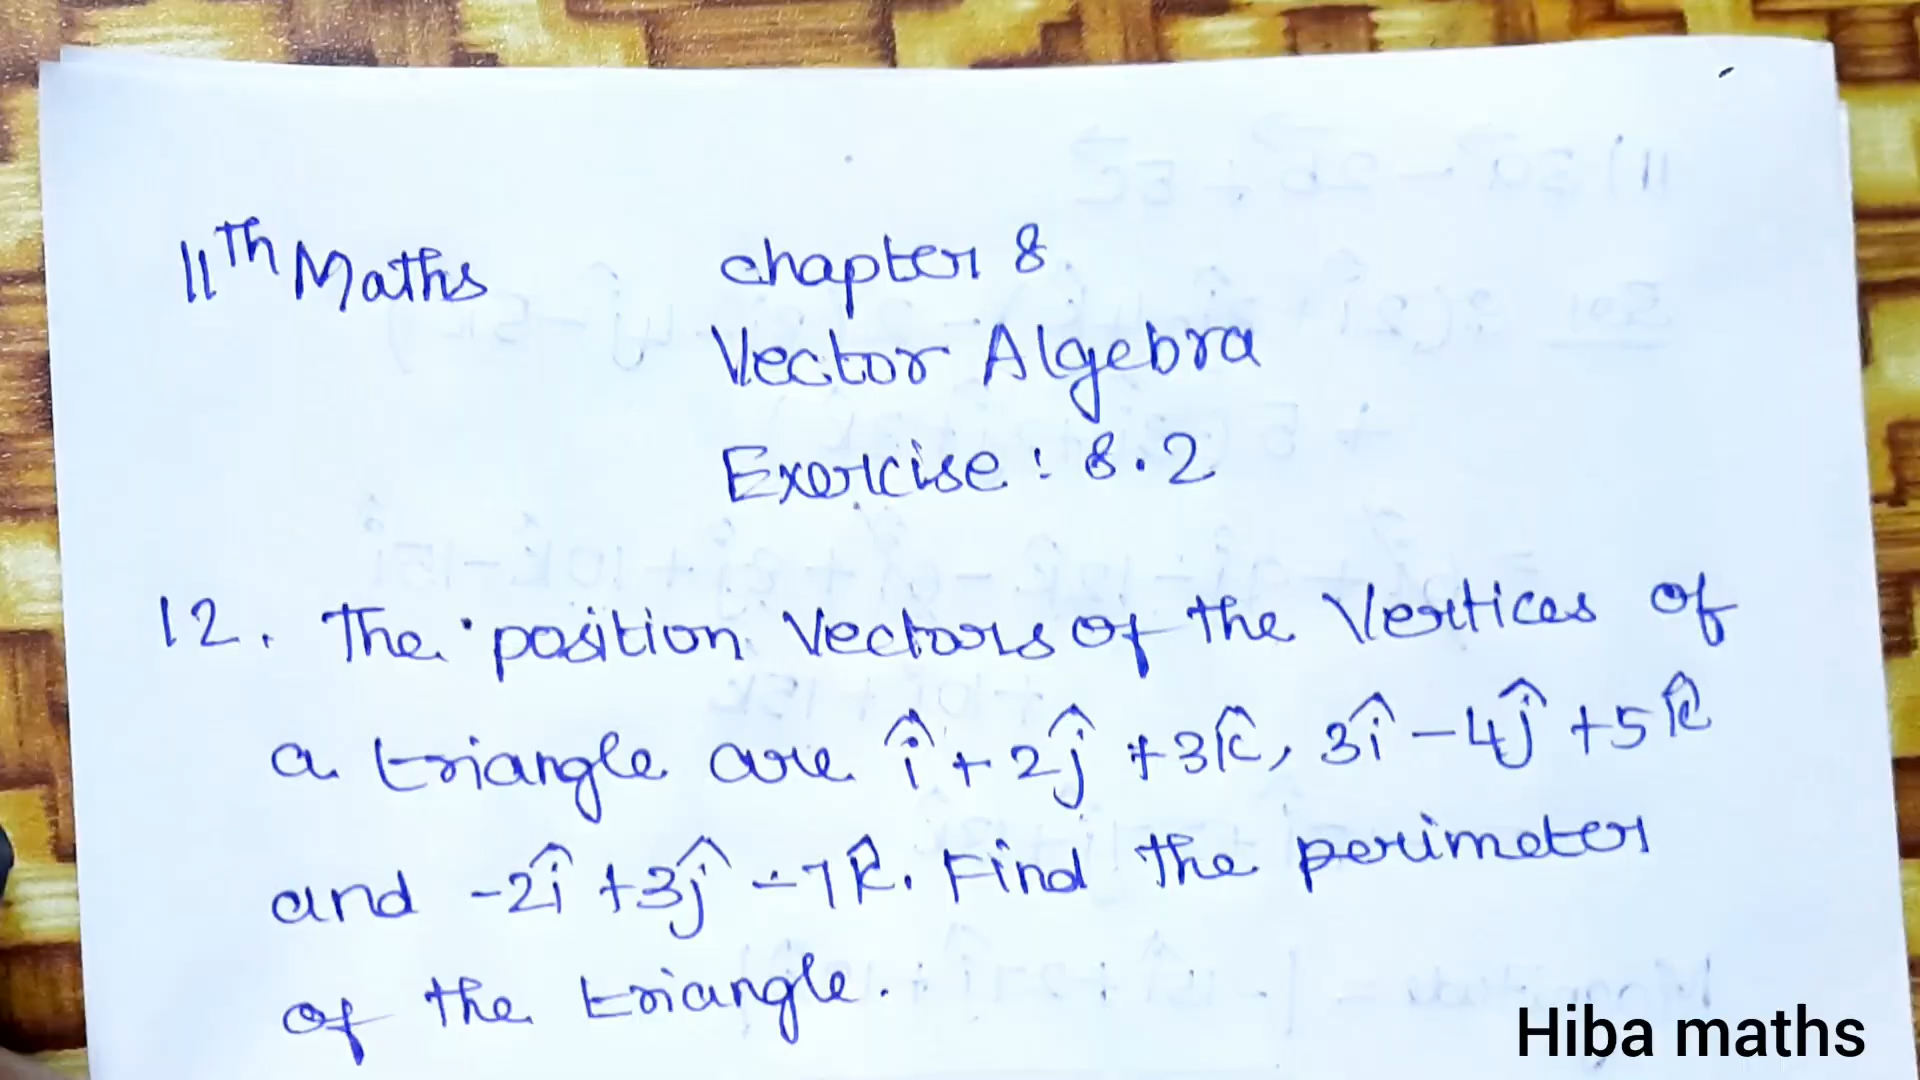 11Th Maths
chapter 8
Vector Algebra
Exercise : 8.2
12. The position Vectors of the Vertices of
a triangle are î + 2ĵ + 3k̂, 3î - 4ĵ + 5k̂
and -2î + 3ĵ - 7k̂. Find the perimeter
of the triangle.
Hiba maths